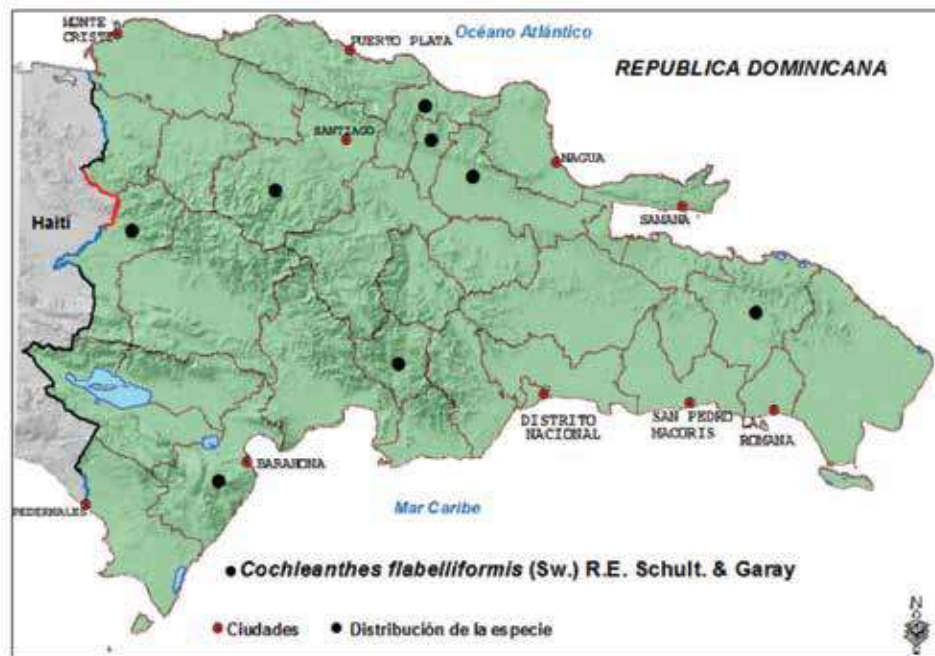 MONTE
CRISTI
Océano Atlántico
PUERTO PLATA
REPUBLICA DOMINICANA
SANTIAGO
NAGUA
SAMANA
Haití
DISTRITO
NACIONAL
SAN PEDRO
MACORIS
LA
ROMANA
BARAHONA
PEDERNALES
Mar Caribe
Cochleanthes flabelliformis (Sw.) R.E. Schult. & Garay
Ciudades
Distribución de la especie
N